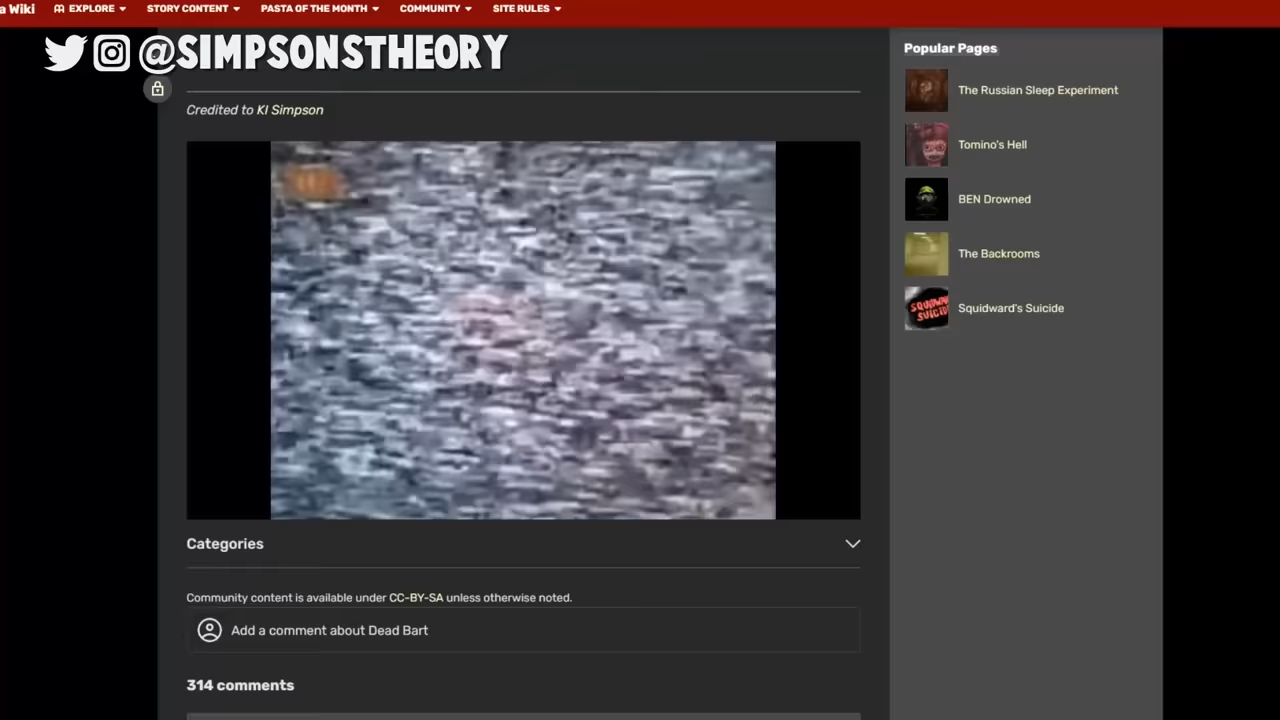 a Wiki EXPLORE STORY CONTENT PASTA OF THE MONTH COMMUNITY SITE RULES
@SIMPSONSTHEORY
Popular Pages
Credited to KI Simpson
The Russian Sleep Experiment
Tomino's Hell
BEN Drowned
The Backrooms
SQUIDWARD'S SUICIDE
Squidward's Suicide
Categories
Community content is available under CC-BY-SA unless otherwise noted.
Add a comment about Dead Bart
314 comments